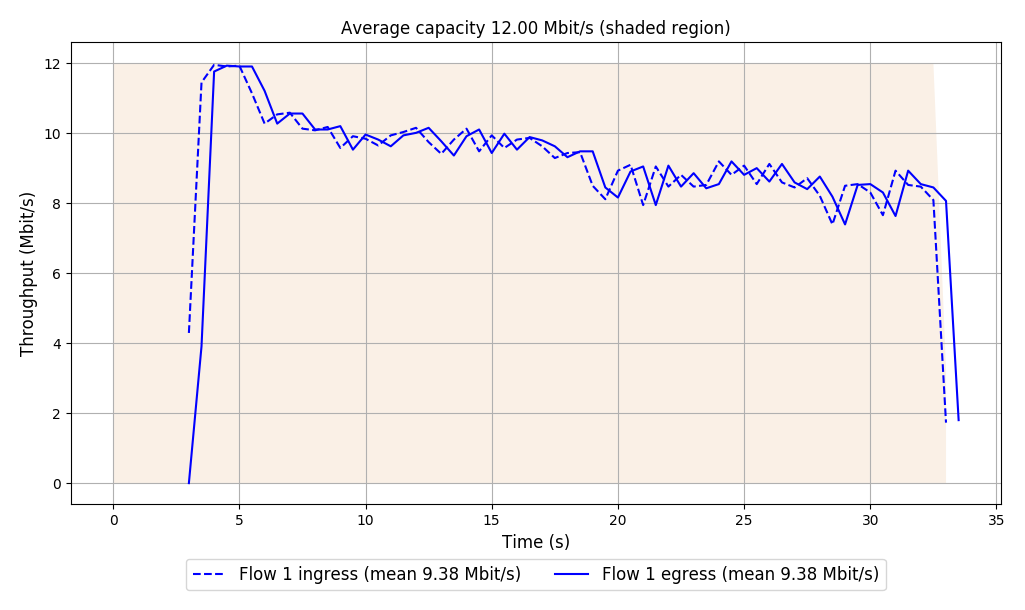 Average capacity 12.00 Mbit/s (shaded region)
Throughput (Mbit/s)
12
10
8
6
4
2
0
0 5 10 15 20 25 30 35
Time (s)
Flow 1 ingress (mean 9.38 Mbit/s) Flow 1 egress (mean 9.38 Mbit/s)